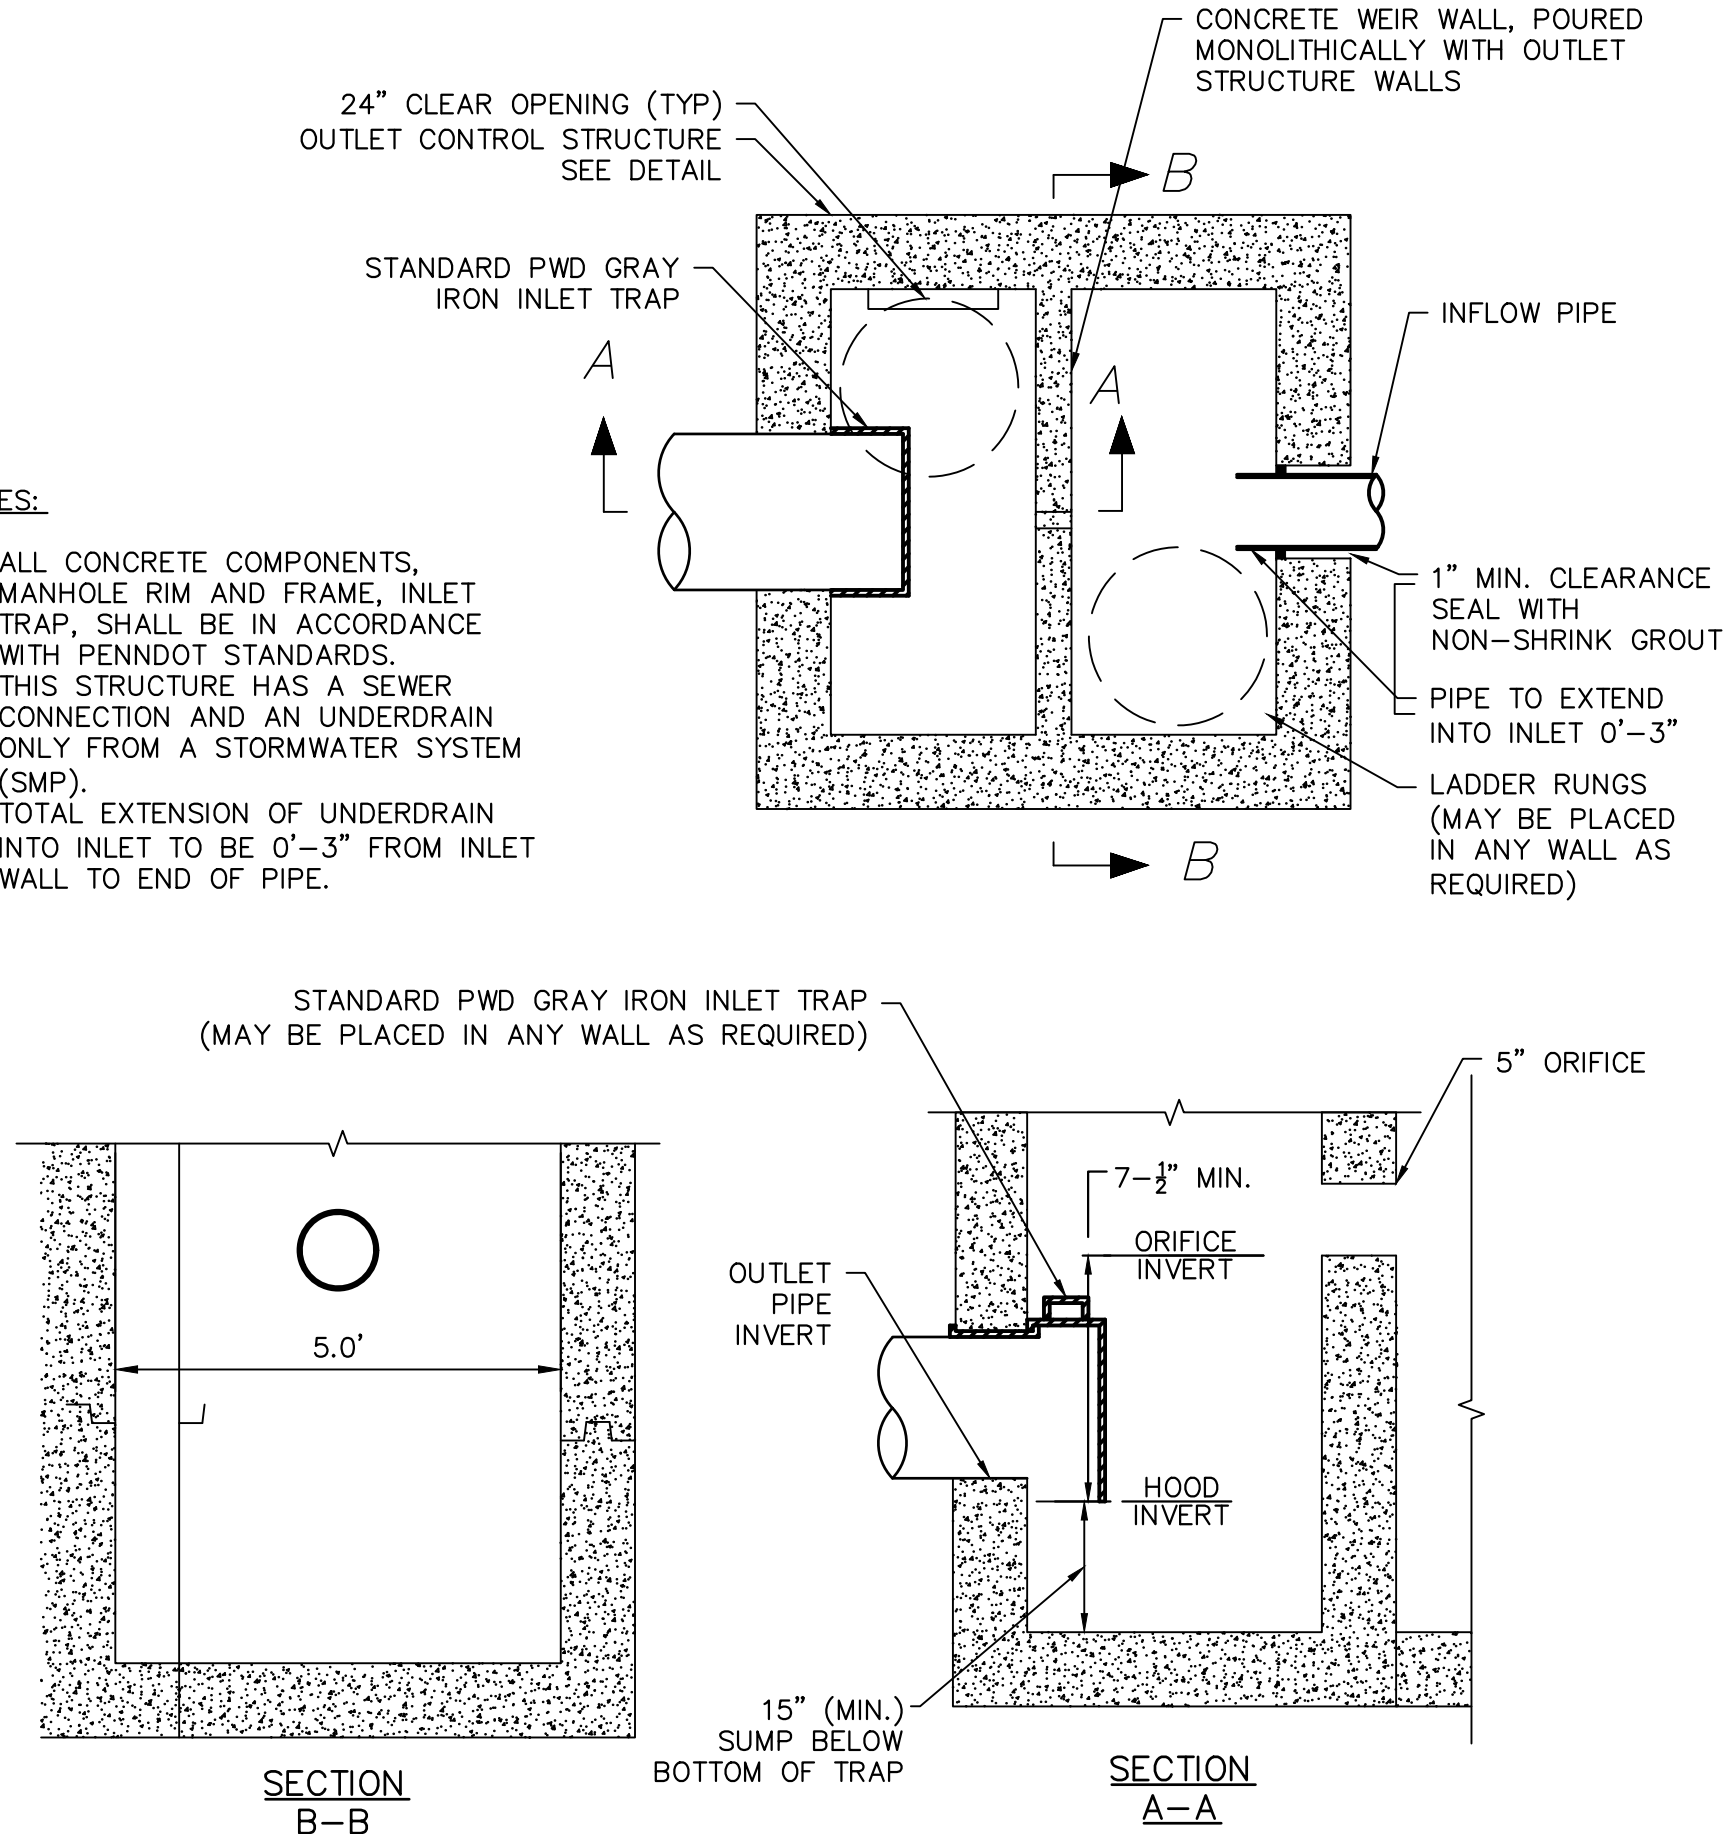 CONCRETE WEIR WALL, POURED
MONOLITHICALLY WITH OUTLET
STRUCTURE WALLS
24" CLEAR OPENING (TYP)
OUTLET CONTROL STRUCTURE
SEE DETAIL
B
STANDARD PWD GRAY
IRON INLET TRAP
INFLOW PIPE
A
A
ES:
ALL CONCRETE COMPONENTS,
MANHOLE RIM AND FRAME, INLET
TRAP, SHALL BE IN ACCORDANCE
WITH PENNDOT STANDARDS.
THIS STRUCTURE HAS A SEWER
CONNECTION AND AN UNDERDRAIN
ONLY FROM A STORMWATER SYSTEM
(SMP).
TOTAL EXTENSION OF UNDERDRAIN
INTO INLET TO BE 0'-3" FROM INLET
WALL TO END OF PIPE.
1" MIN. CLEARANCE
SEAL WITH
NON-SHRINK GROUT
PIPE TO EXTEND
INTO INLET 0'-3"
LADDER RUNGS
(MAY BE PLACED
IN ANY WALL AS
REQUIRED)
B
STANDARD PWD GRAY IRON INLET TRAP
(MAY BE PLACED IN ANY WALL AS REQUIRED)
5" ORIFICE
7-½" MIN.
ORIFICE
INVERT
OUTLET
PIPE
INVERT
5.0'
HOOD
INVERT
15" (MIN.)
SUMP BELOW
BOTTOM OF TRAP
SECTION
B-B
SECTION
A-A